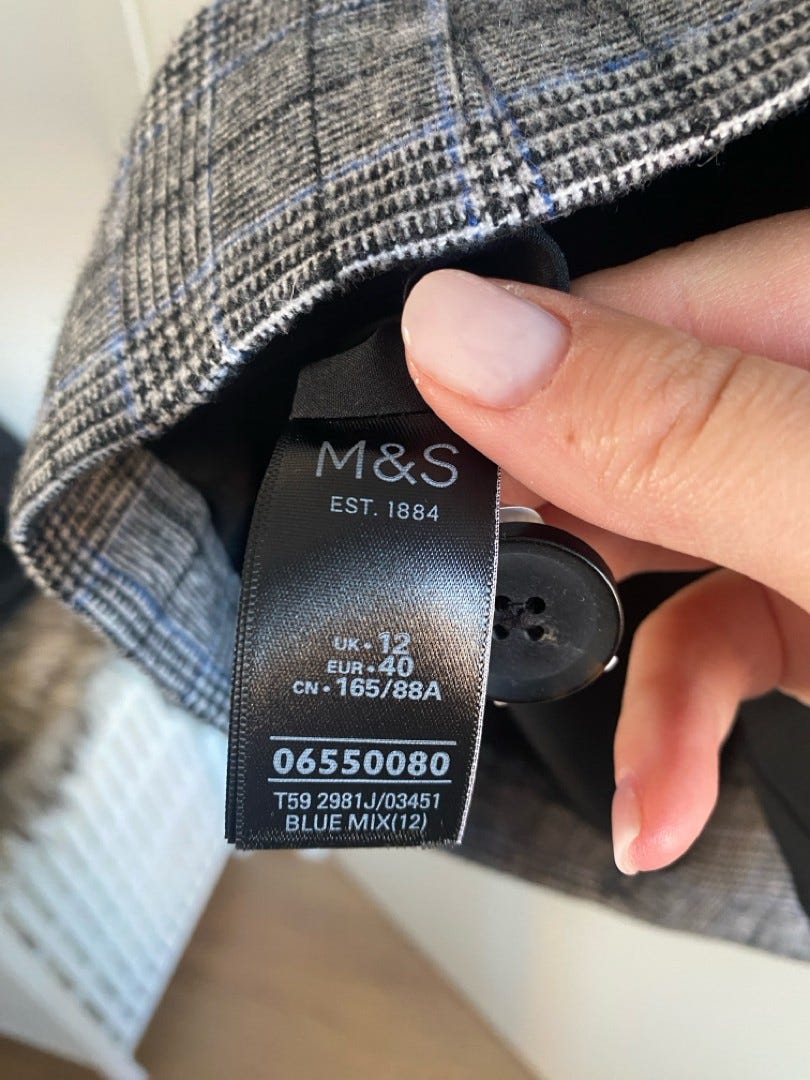 M&S
EST. 1884
UK • 12
EUR • 40
CN • 165/88A
06550080
T59 2981J/03451
BLUE MIX(12)